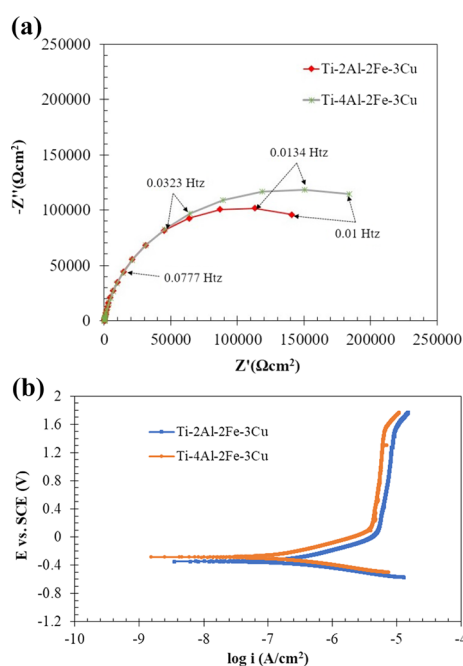 (a)
250000
200000
150000
100000
50000
0
-Z''(Ωcm²)
Ti-2Al-2Fe-3Cu
Ti-4Al-2Fe-3Cu
0.0134 Htz
0.0323 Htz
0.01 Htz
0.0777 Htz
0 50000 100000 150000 200000 250000
Z'(Ωcm²)
(b)
2
1.6
1.2
0.8
0.4
0
-0.4
-0.8
-1.2
E vs. SCE (V)
Ti-2Al-2Fe-3Cu
Ti-4Al-2Fe-3Cu
-10 -9 -8 -7 -6 -5 -4
log i (A/cm²)